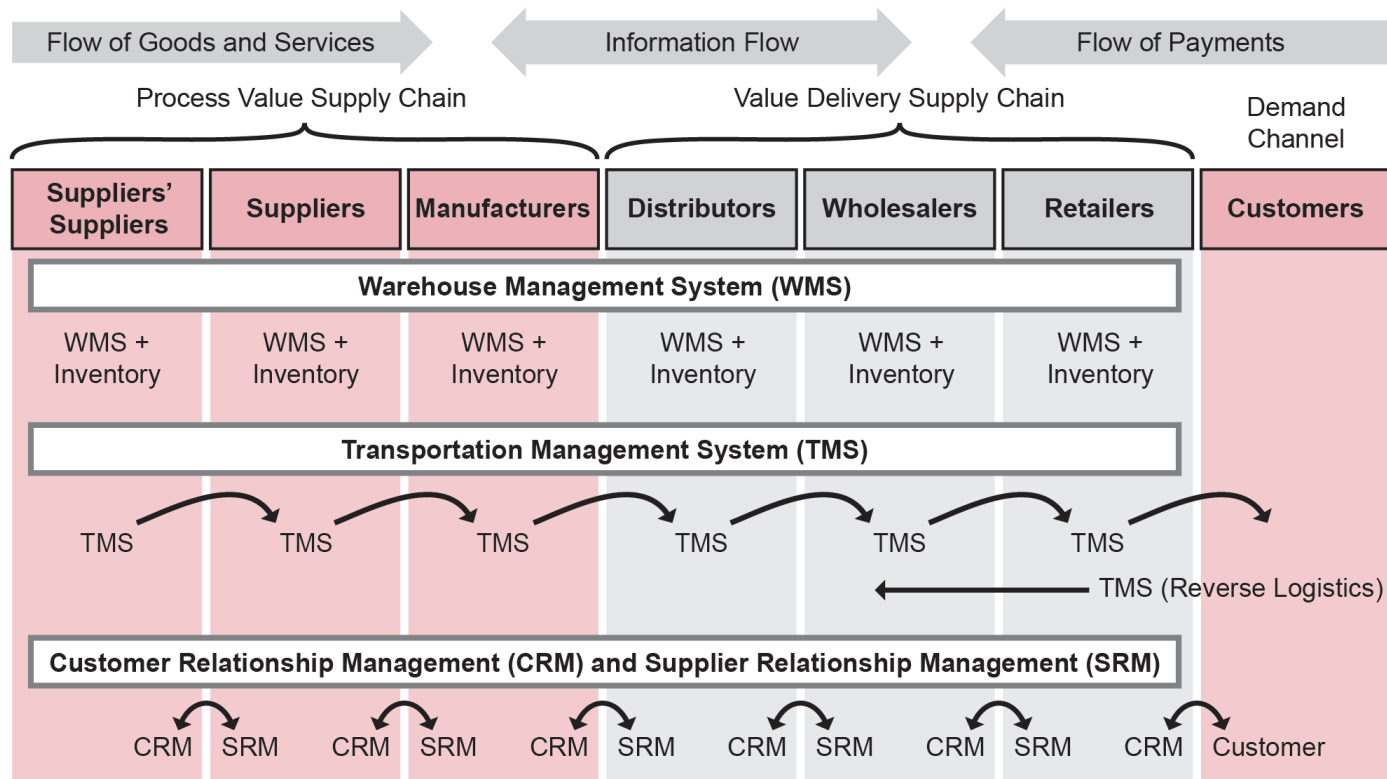 Flow of Goods and Services
Information Flow
Flow of Payments
Process Value Supply Chain
Value Delivery Supply Chain
Demand
Channel
Suppliers’
Suppliers
Suppliers
Manufacturers
Distributors
Wholesalers
Retailers
Customers
Warehouse Management System (WMS)
WMS +
Inventory
WMS +
Inventory
WMS +
Inventory
WMS +
Inventory
WMS +
Inventory
WMS +
Inventory
Transportation Management System (TMS)
TMS
TMS
TMS
TMS
TMS
TMS
TMS (Reverse Logistics)
Customer Relationship Management (CRM) and Supplier Relationship Management (SRM)
CRM
SRM
CRM
SRM
CRM
SRM
CRM
SRM
CRM
SRM
CRM
Customer